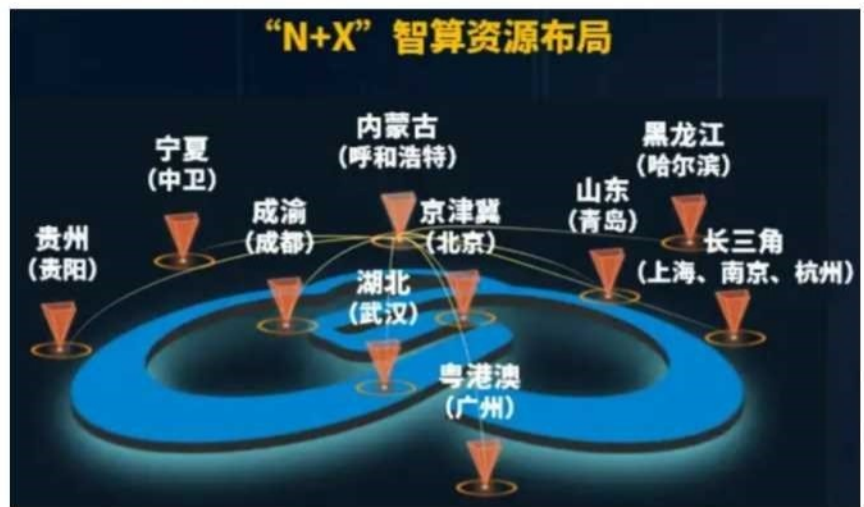 “N+X”智算资源布局
内蒙古
（呼和浩特）
黑龙江
（哈尔滨）
宁夏
（中卫）
山东
（青岛）
成渝
（成都）
京津冀
（北京）
贵州
（贵阳）
长三角
（上海、南京、杭州）
湖北
（武汉）
粤港澳
（广州）